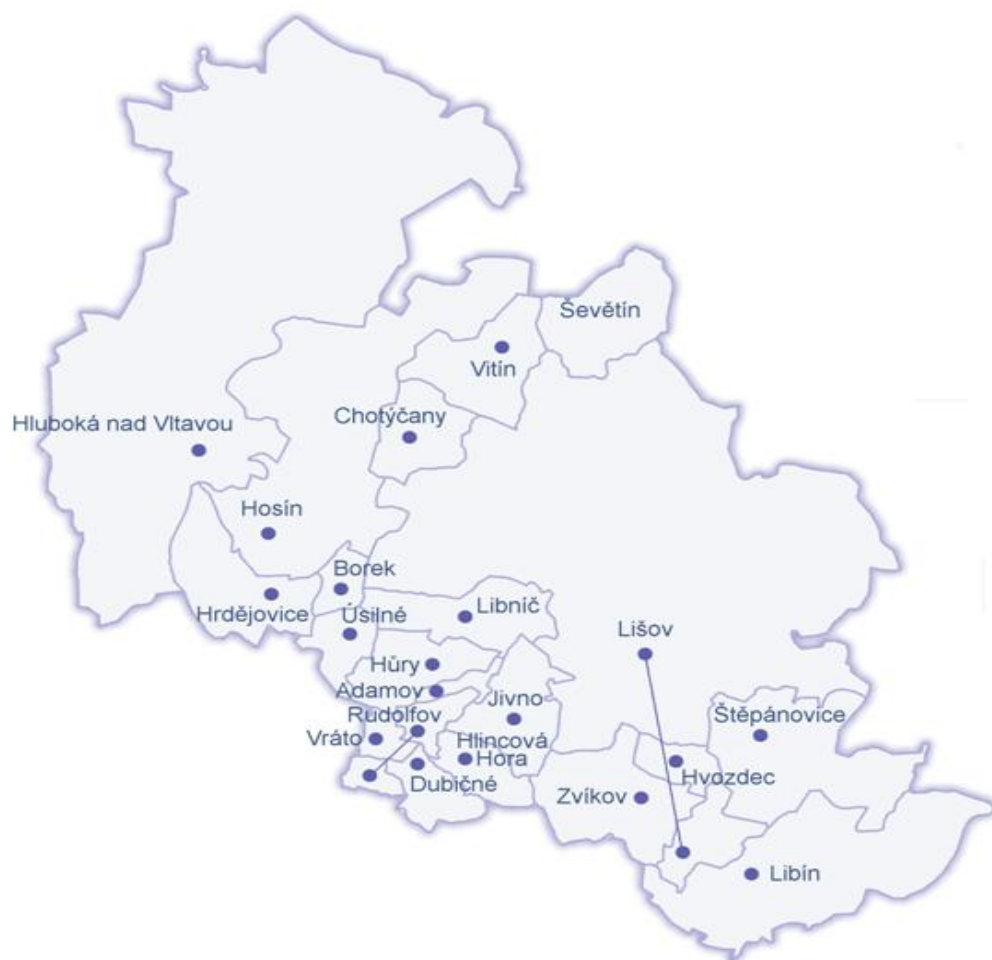 Ševětín
Vitín
Chotýčany
Hluboká nad Vltavou
Hosín
Borek
Hrdějovice
Úsilné
Libníč
Lišov
Hůry
Adamov
Jivno
Rudolfov
Štěpánovice
Vráto
Hlincová
Hora
Hvozdec
Dubičné
Zvíkov
Libín